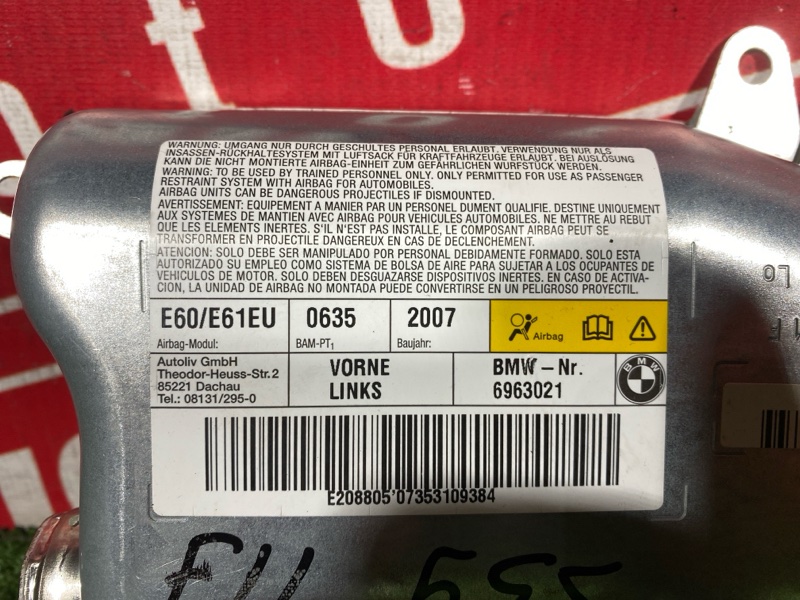 WARNUNG: UMGANG NUR DURCH GESCHULTES PERSONAL ERLAUBT. VERWENDUNG NUR ALS
INSASSEN-RÜCKHALTESYSTEM MIT LUFTSACK FÜR KRAFTFAHRZEUGE ERLAUBT. BEI AUSLÖSUNG
KANN DIE NICHT MONTIERTE AIRBAG-EINHEIT ZUM GEFÄHRLICHEN WURFSTÜCK WERDEN.
WARNING: TO BE USED BY TRAINED PERSONNEL ONLY. ONLY PERMITTED FOR USE AS PASSENGER
RESTRAINT SYSTEM WITH AIRBAG FOR AUTOMOBILES.
AIRBAG UNITS CAN BE DANGEROUS PROJECTILES IF DISMOUNTED.
AVERTISSEMENT: EQUIPEMENT A MANIER PAR UN PERSONNEL DUMENT QUALIFIE. DESTINE UNIQUEMENT
AUX SYSTEMES DE MANTIEN AVEC AIRBAG POUR VEHICULES AUTOMOBILES. NE METTRE AU REBUT
QUE LES ELEMENTS INERTES. S'IL N'EST PAS INSTALLE, LE COMPOSANT AIRBAG PEUT SE
TRANSFORMER EN PROJECTILE DANGEREUX EN CAS DE DECLENCHEMENT.
ATENCION: SOLO DEBE SER MANIPULADO POR PERSONAL DEBIDAMENTE FORMADO. SOLO ESTA
AUTORIZADO SU EMPLEO COMO SISTEMA DE BOLSA DE AIRE PARA SUJETAR A LOS OCUPANTES DE
VEHICULOS DE MOTOR. SOLO DEBEN DESGUAZARSE DISPOSITIVOS INERTES. EN CASO DE ACTIVA-
CION, LA UNIDAD DE AIRBAG NO MONTADA PUEDE CONVERTIRSE EN UN PELIGROSO PROYECTIL.
E60/E61EU 0635 2007 Airbag
Airbag-Modul: BAM-PT1 Baujahr:
Autoliv GmbH
Theodor-Heuss-Str.2
85221 Dachau
Tel.: 08131/295-0
VORNE
LINKS
BMW-Nr.
6963021
BMW
E208805'07353109384
L6